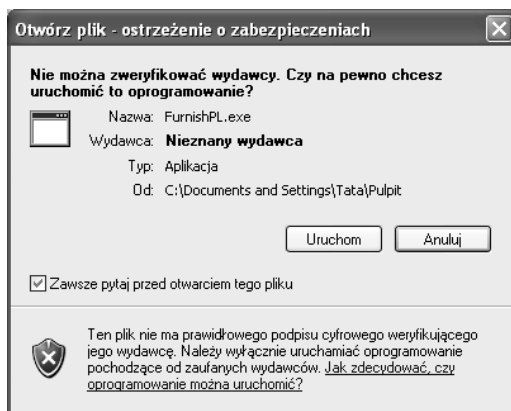 Otwórz plik - ostrzeżenie o zabezpieczeniach
Nie można zweryfikować wydawcy. Czy na pewno chcesz
uruchomić to oprogramowanie?
Nazwa: FurnishPL.exe
Wydawca: Nieznany wydawca
Typ: Aplikacja
Od: C:\Documents and Settings\Tata\Pulpit
Uruchom Anuluj
Zawsze pytaj przed otwarciem tego pliku
Ten plik nie ma prawidłowego podpisu cyfrowego weryfikującego
jego wydawcę. Należy wyłącznie uruchamiać oprogramowanie
pochodzące od zaufanych wydawców. Jak zdecydować, czy
oprogramowanie można uruchomić?